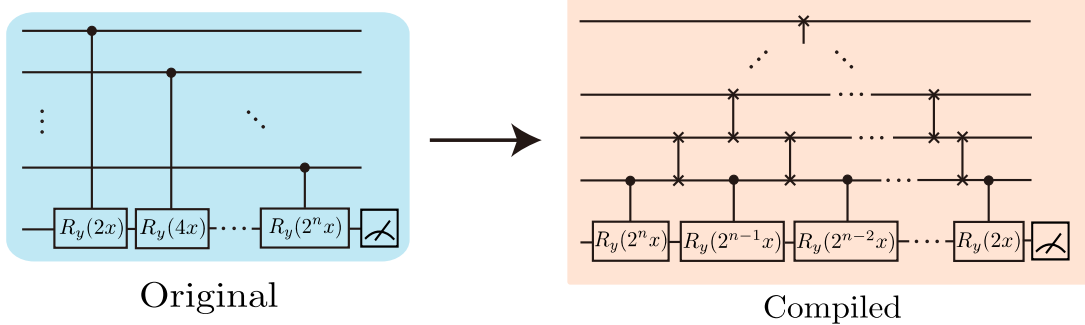 R_y(2x) R_y(4x) R_y(2^n x)
R_y(2^n x) R_y(2^{n-1} x) R_y(2^{n-2} x) R_y(2x)
Original
Compiled